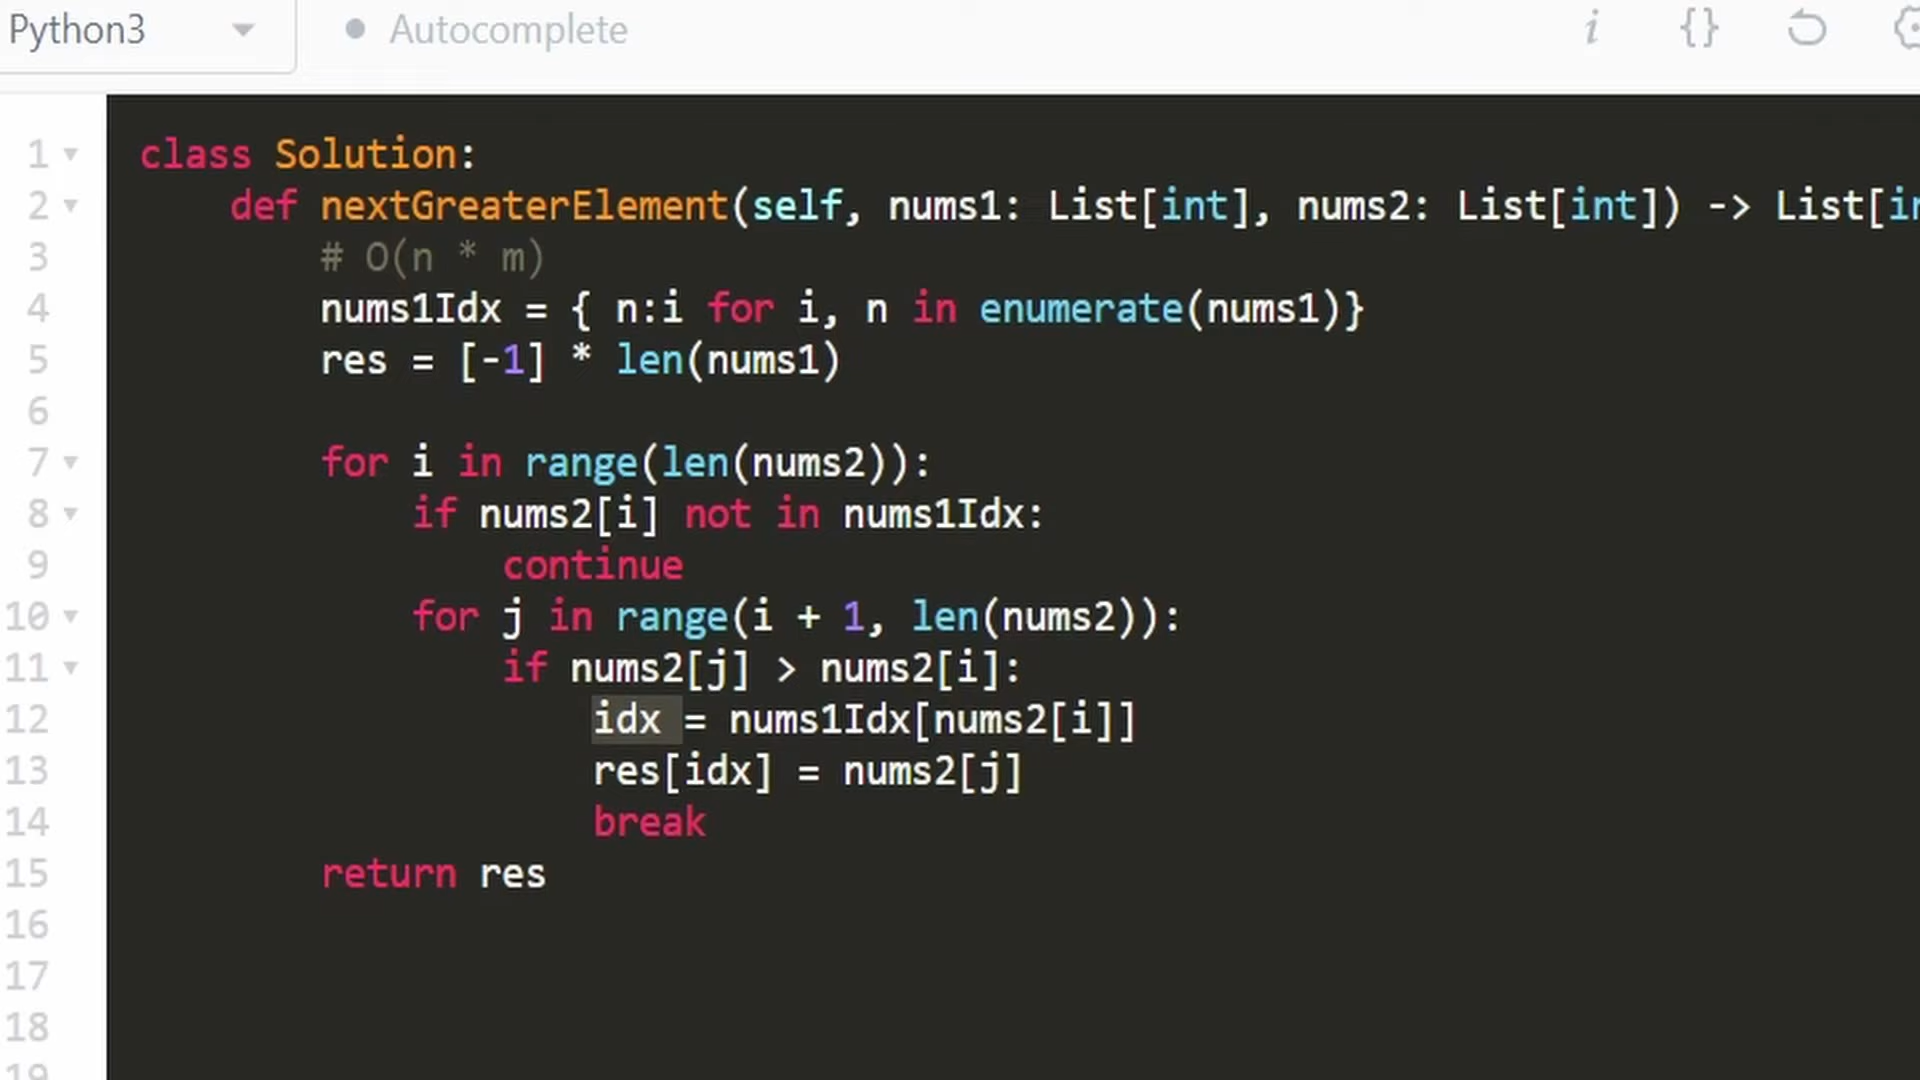 Python3 Autocomplete i {}
1 class Solution:
2 def nextGreaterElement(self, nums1: List[int], nums2: List[int]) -> List[in
3 # O(n * m)
4 nums1Idx = { n:i for i, n in enumerate(nums1)}
5 res = [-1] * len(nums1)
6
7 for i in range(len(nums2)):
8 if nums2[i] not in nums1Idx:
9 continue
10 for j in range(i + 1, len(nums2)):
11 if nums2[j] > nums2[i]:
12 idx = nums1Idx[nums2[i]]
13 res[idx] = nums2[j]
14 break
15 return res
16
17
18
19